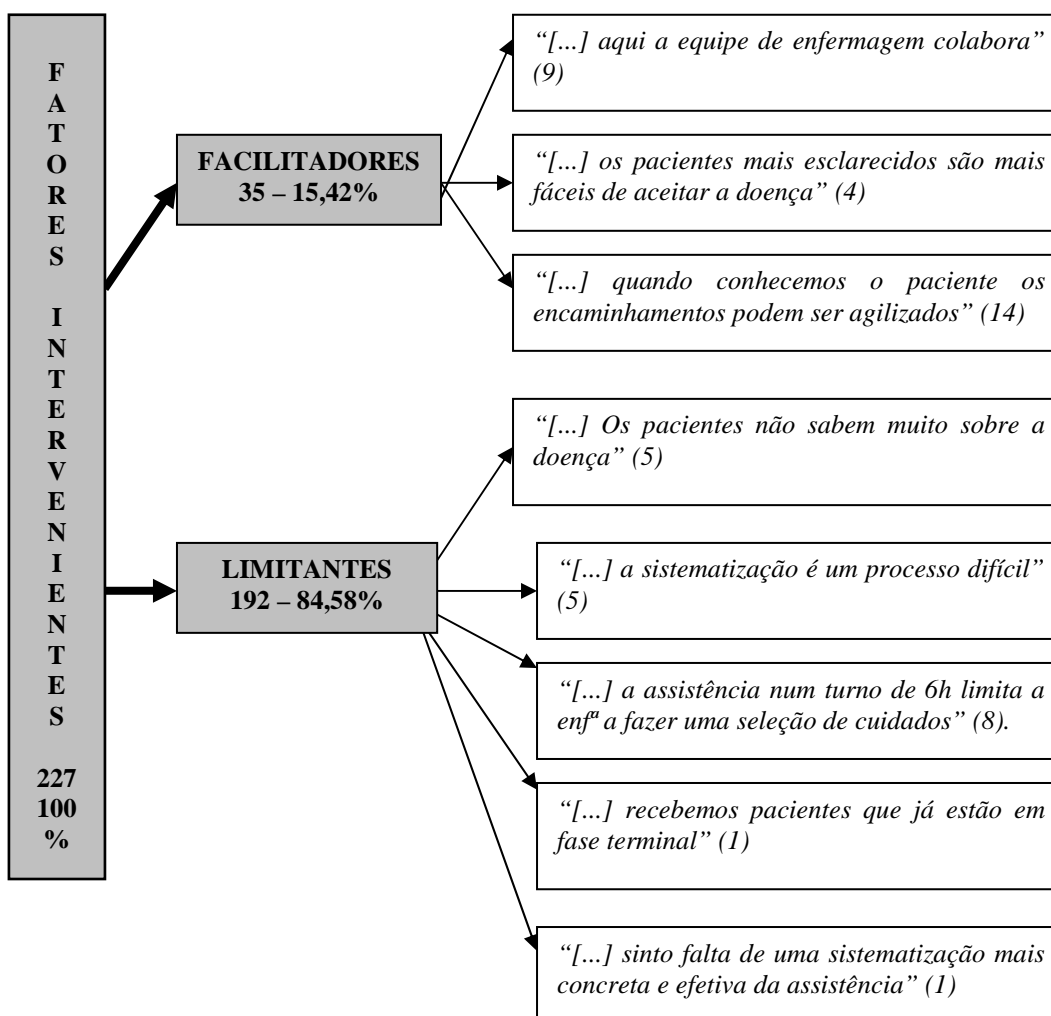 F
A
T
O
R
E
S
I
N
T
E
R
V
E
N
I
E
N
T
E
S
227
100
%
FACILITADORES
35 – 15,42%
“[...] aqui a equipe de enfermagem colabora”
(9)
“[...] os pacientes mais esclarecidos são mais
fáceis de aceitar a doença” (4)
“[...] quando conhecemos o paciente os
encaminhamentos podem ser agilizados” (14)
LIMITANTES
192 – 84,58%
“[...] Os pacientes não sabem muito sobre a
doença” (5)
“[...] a sistematização é um processo difícil”
(5)
“[...] a assistência num turno de 6h limita a
enfª a fazer uma seleção de cuidados” (8).
“[...] recebemos pacientes que já estão em
fase terminal” (1)
“[...] sinto falta de uma sistematização mais
concreta e efetiva da assistência” (1)